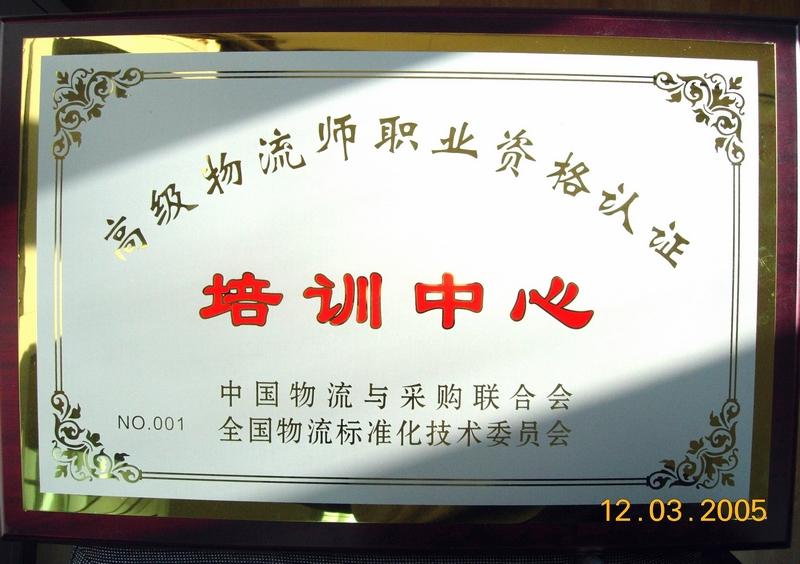 高级物流师职业资格认证
培训中心
中国物流与采购联合会
NO.001
全国物流标准化技术委员会
12.03.2005